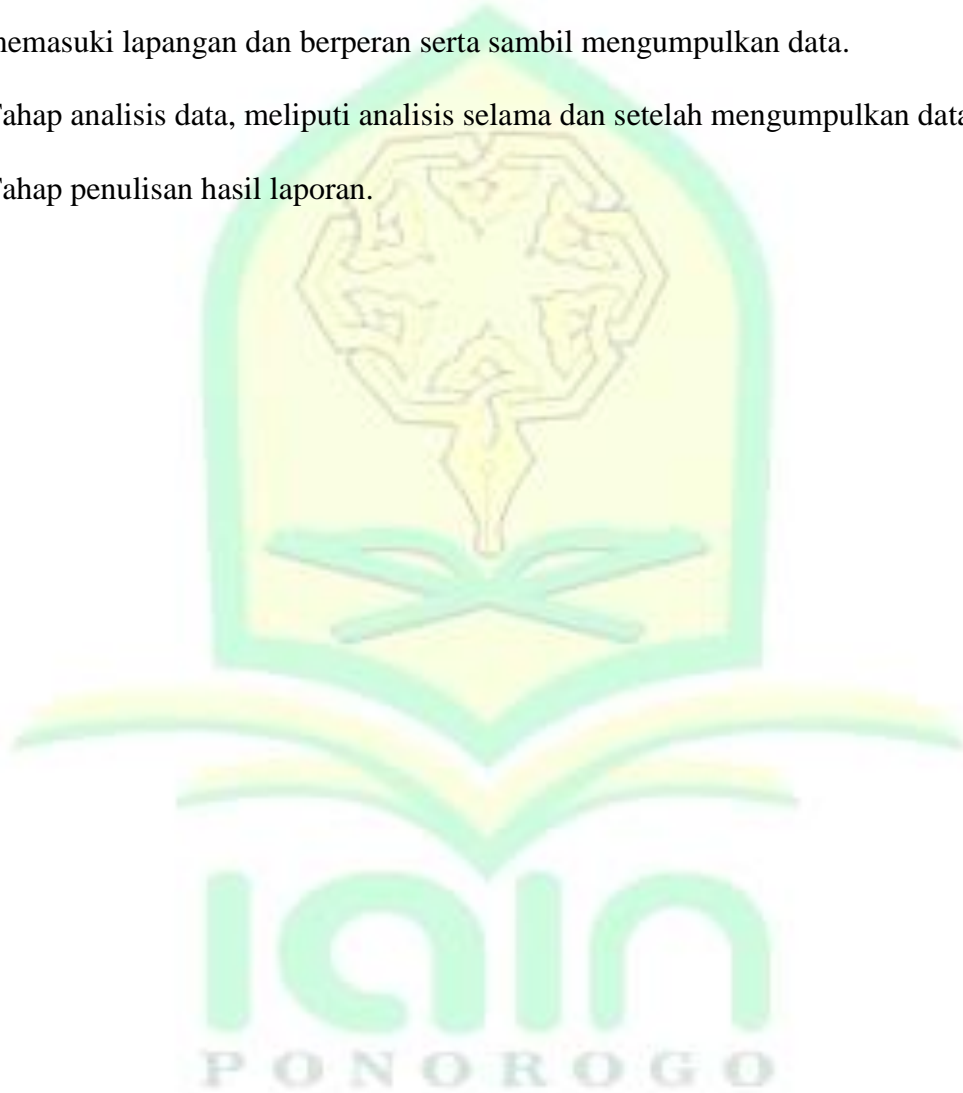 memasuki lapangan dan berperan serta sambil mengumpulkan data.
Tahap analisis data, meliputi analisis selama dan setelah mengumpulkan data
Tahap penulisan hasil laporan.
iain
PONOROGO